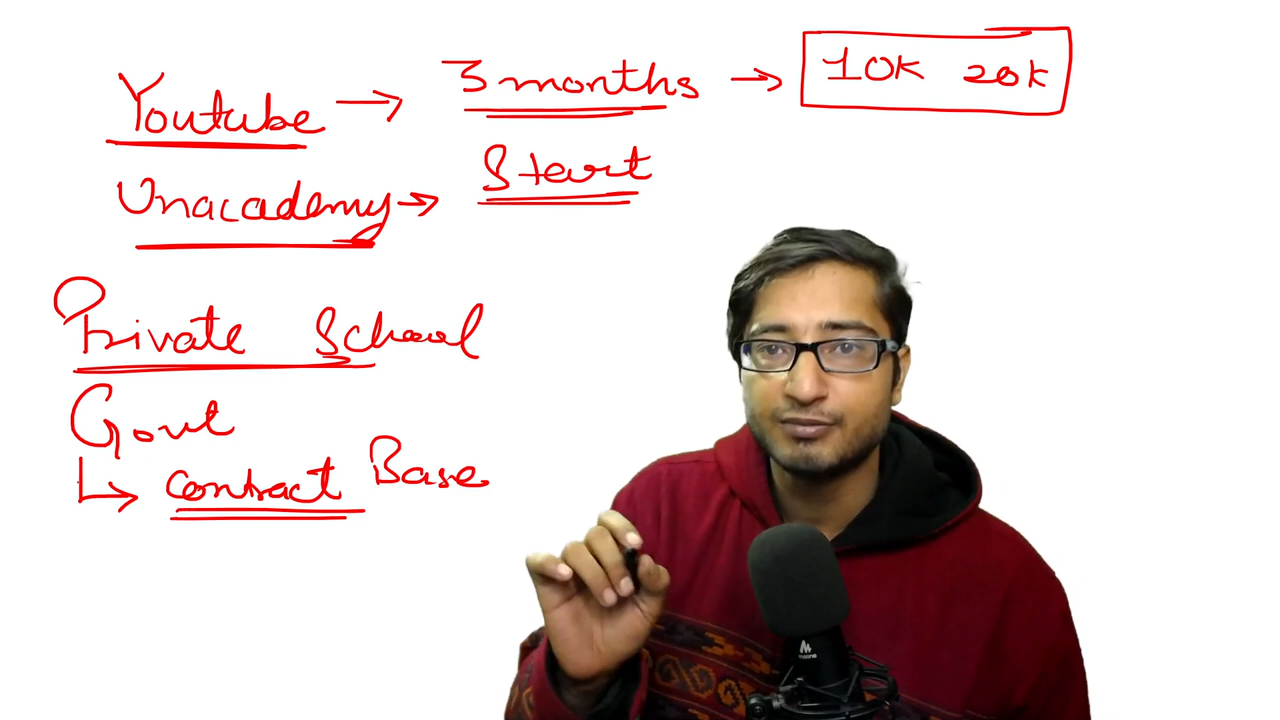 Youtube → 3 months → 10K 20K
Unacademy → Start
Private School
Govt
↳ contract Base